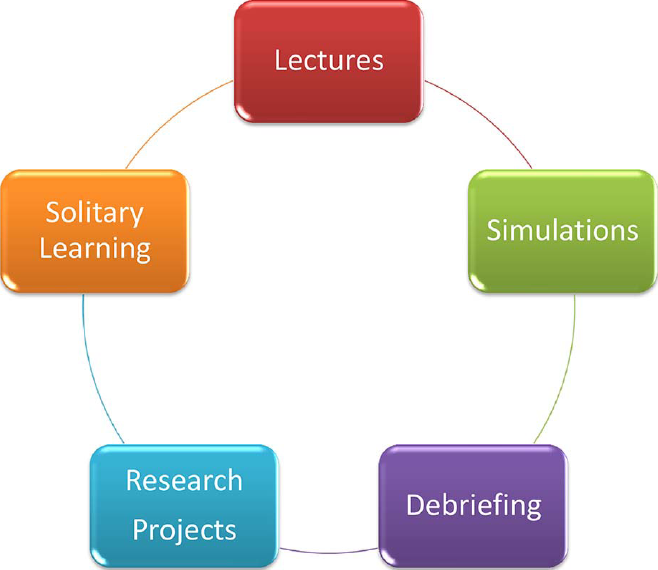 Lectures
Simulations
Debriefing
Research
Projects
Solitary
Learning